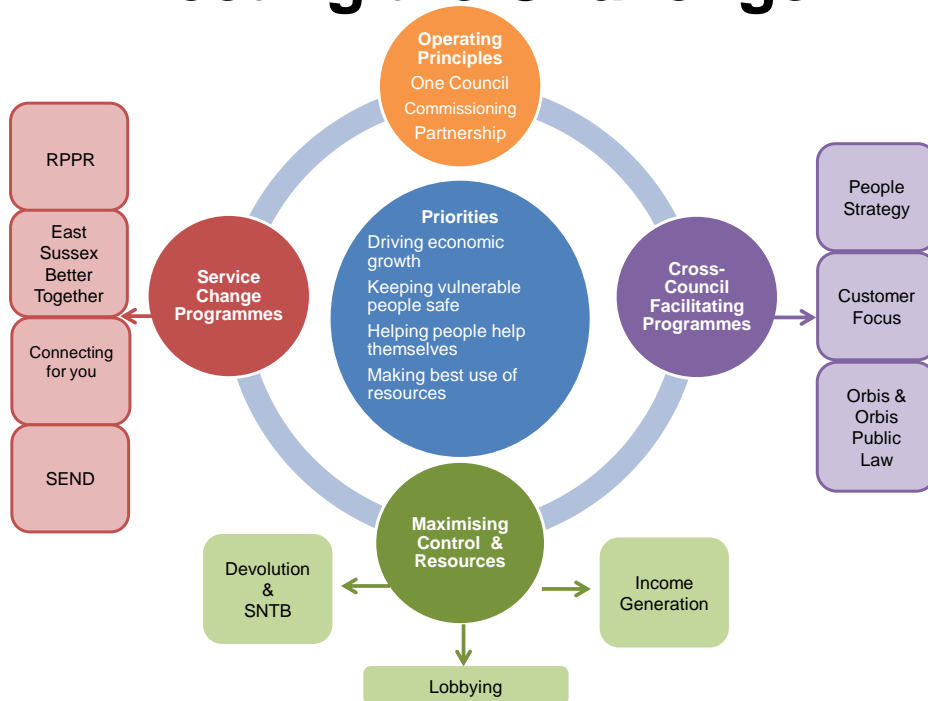 Operating
Principles
One Council
Commissioning
Partnership
RPPR
East
Sussex
Better
Together
Connecting
for you
SEND
Service
Change
Programmes
Priorities
Driving economic
growth
Keeping vulnerable
people safe
Helping people help
themselves
Making best use of
resources
Cross-
Council
Facilitating
Programmes
People
Strategy
Customer
Focus
Orbis &
Orbis
Public
Law
Maximising
Control &
Resources
Devolution
&
SNTB
Income
Generation
Lobbying